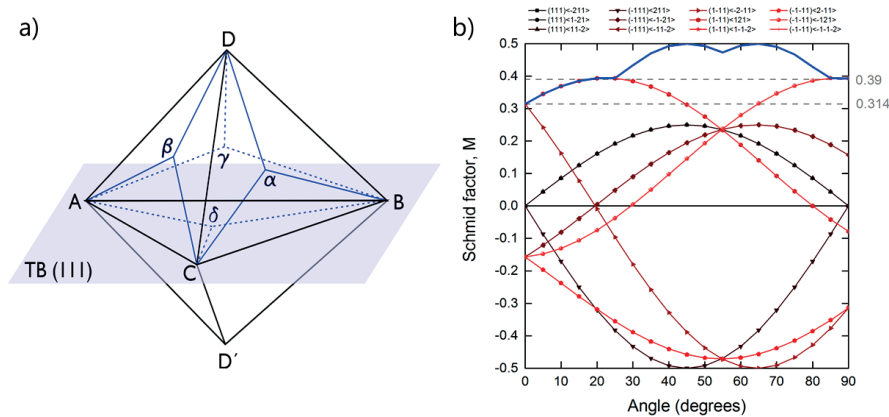 a)
D
β
γ
α
A
B
δ
C
TB (111)
D´
b)
(111)<-211> (-111)<211> (1-11)<-2-11> (-1-11)<2-11>
(111)<1-21> (-111)<-1-21> (1-11)<121> (-1-11)<-121>
(111)<11-2> (-111)<-11-2> (1-11)<1-1-2> (-1-11)<-1-1-2>
Schmid factor, M
0.5
0.4
0.3
0.2
0.1
0.0
-0.1
-0.2
-0.3
-0.4
-0.5
0.39
0.314
0 10 20 30 40 50 60 70 80 90
Angle (degrees)